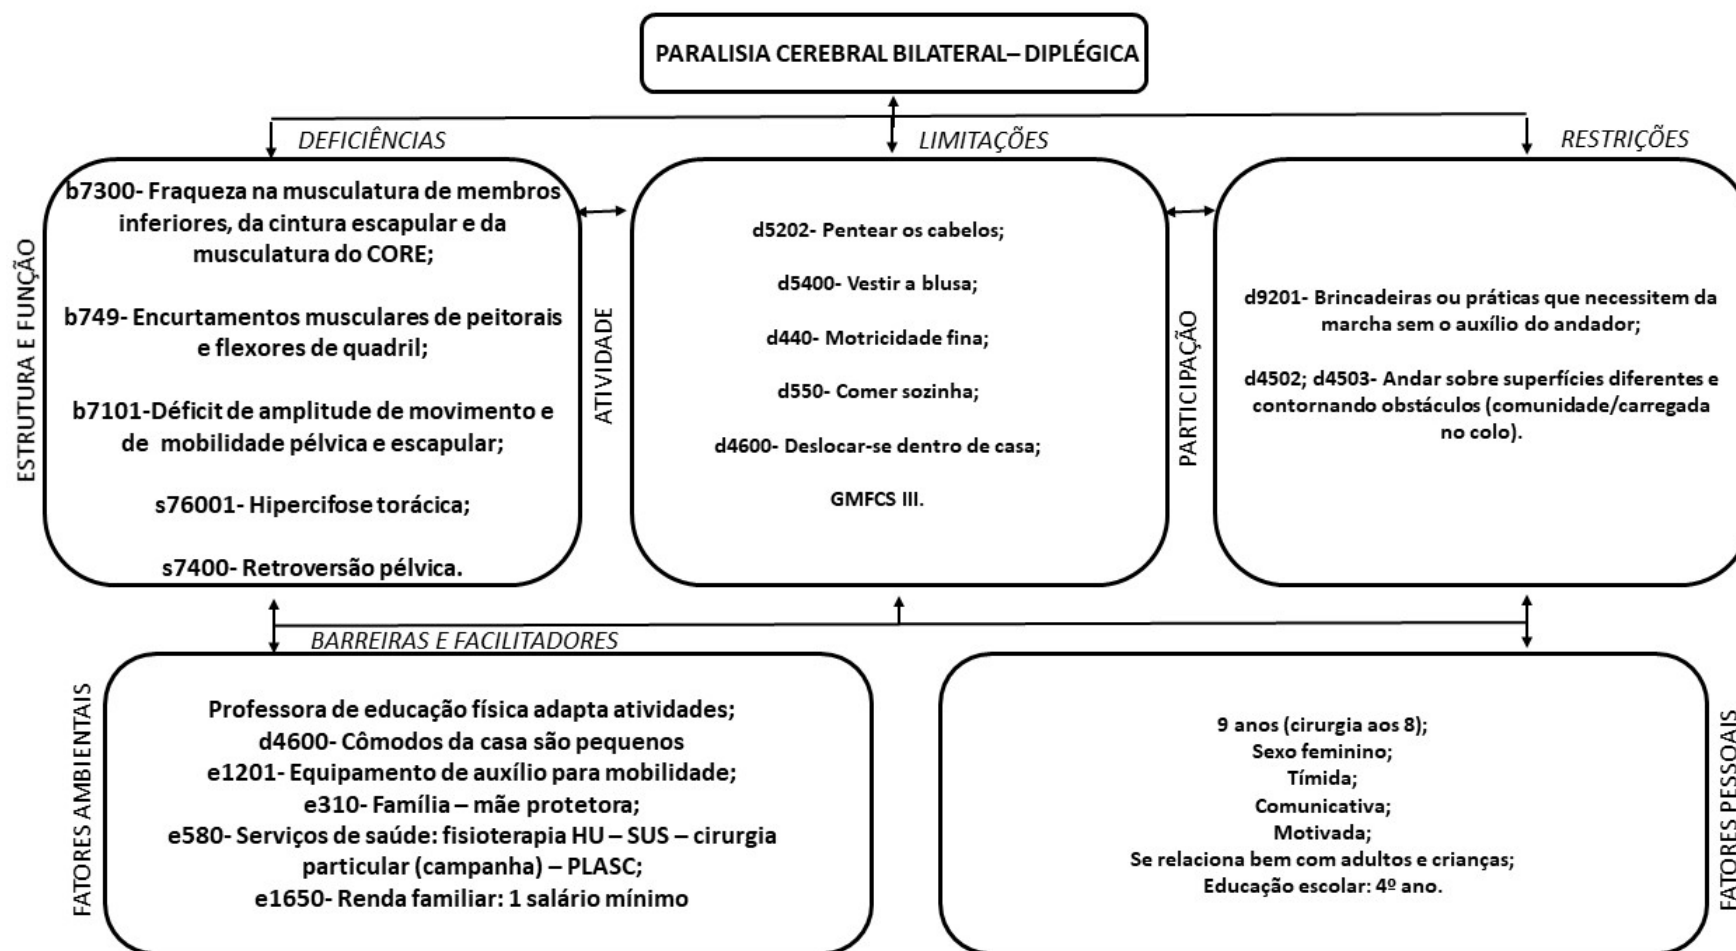 PARALISIA CEREBRAL BILATERAL– DIPLÉGICA
DEFICIÊNCIAS
LIMITAÇÕES
RESTRIÇÕES
ESTRUTURA E FUNÇÃO
b7300- Fraqueza na musculatura de membros
inferiores, da cintura escapular e da
musculatura do CORE;
b749- Encurtamentos musculares de peitorais
e flexores de quadril;
b7101-Déficit de amplitude de movimento e
de mobilidade pélvica e escapular;
s76001- Hipercifose torácica;
s7400- Retroversão pélvica.
ATIVIDADE
d5202- Pentear os cabelos;
d5400- Vestir a blusa;
d440- Motricidade fina;
d550- Comer sozinha;
d4600- Deslocar-se dentro de casa;
GMFCS III.
PARTICIPAÇÃO
d9201- Brincadeiras ou práticas que necessitem da
marcha sem o auxílio do andador;
d4502; d4503- Andar sobre superfícies diferentes e
contornando obstáculos (comunidade/carregada
no colo).
BARREIRAS E FACILITADORES
FATORES AMBIENTAIS
Professora de educação física adapta atividades;
d4600- Cômodos da casa são pequenos
e1201- Equipamento de auxílio para mobilidade;
e310- Família – mãe protetora;
e580- Serviços de saúde: fisioterapia HU – SUS – cirurgia
particular (campanha) – PLASC;
e1650- Renda familiar: 1 salário mínimo
9 anos (cirurgia aos 8);
Sexo feminino;
Tímida;
Comunicativa;
Motivada;
Se relaciona bem com adultos e crianças;
Educação escolar: 4º ano.
FATORES PESSOAIS